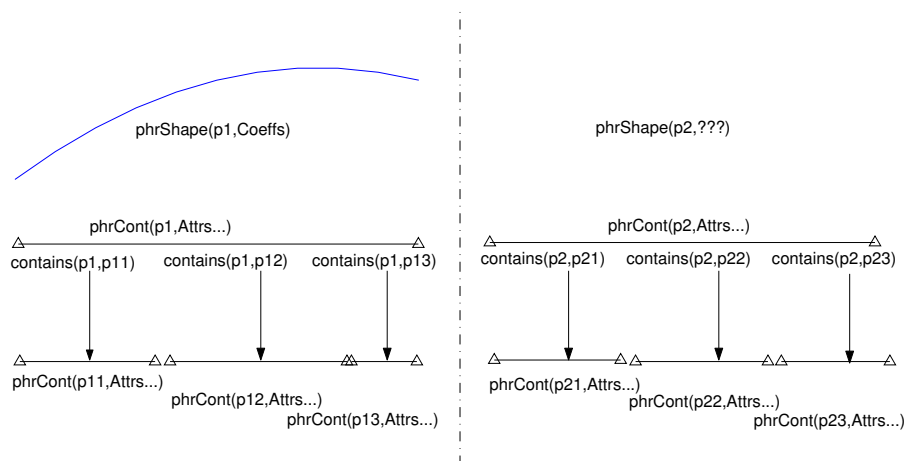 phrShape(p1,Coeffs)
phrCont(p1,Attrs...)
contains(p1,p11)
contains(p1,p12)
contains(p1,p13)
phrCont(p11,Attrs...)
phrCont(p12,Attrs...)
phrCont(p13,Attrs...)
phrShape(p2,???)
phrCont(p2,Attrs...)
contains(p2,p21)
contains(p2,p22)
contains(p2,p23)
phrCont(p21,Attrs...)
phrCont(p22,Attrs...)
phrCont(p23,Attrs...)